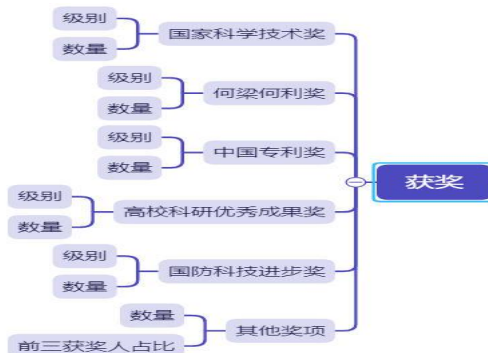 级别
国家科学技术奖
数量
级别
何梁何利奖
数量
级别
中国专利奖
数量
获奖
级别
高校科研优秀成果奖
数量
级别
国防科技进步奖
数量
数量
其他奖项
前三获奖人占比